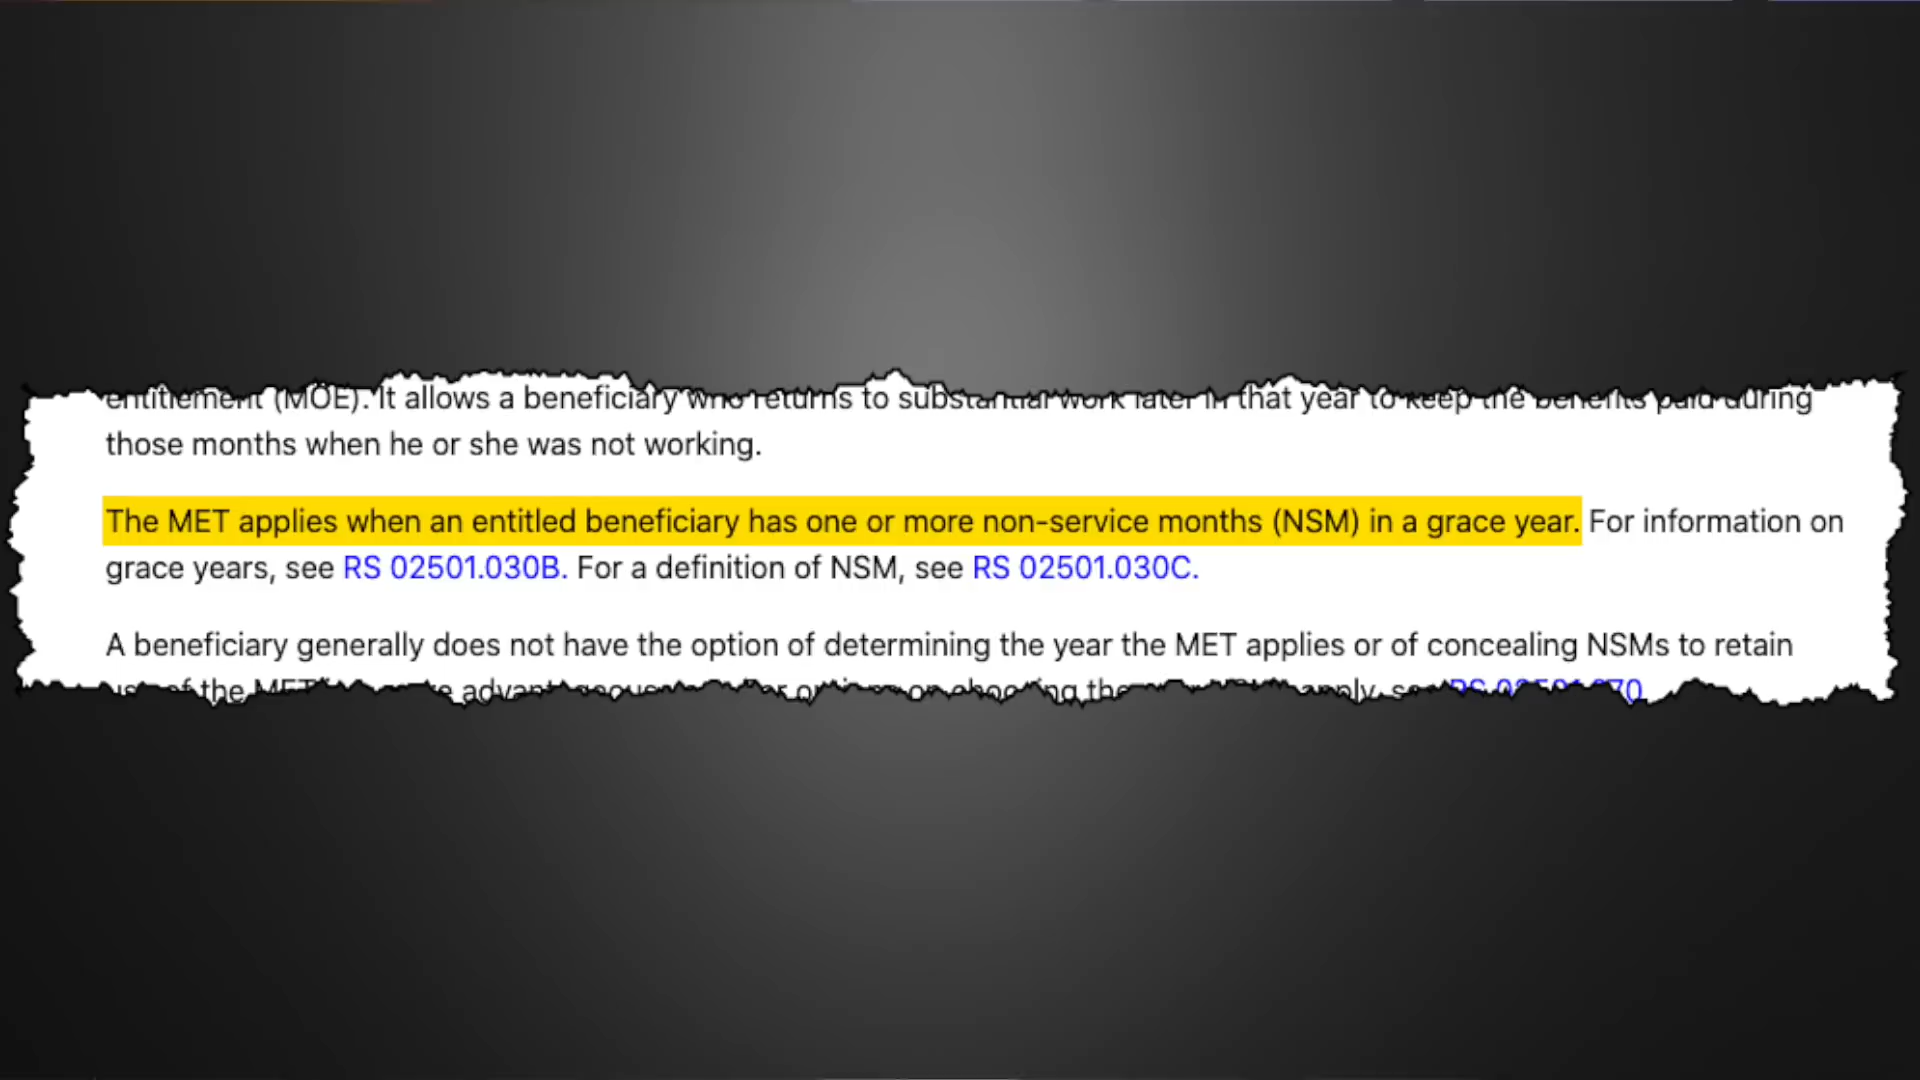 entitlement (MOE). It allows a beneficiary who returns to substantial work later in that year to keep the benefits paid during
those months when he or she was not working.
The MET applies when an entitled beneficiary has one or more non-service months (NSM) in a grace year. For information on
grace years, see RS 02501.030B. For a definition of NSM, see RS 02501.030C.
A beneficiary generally does not have the option of determining the year the MET applies or of concealing NSMs to retain
of the MET advantageous